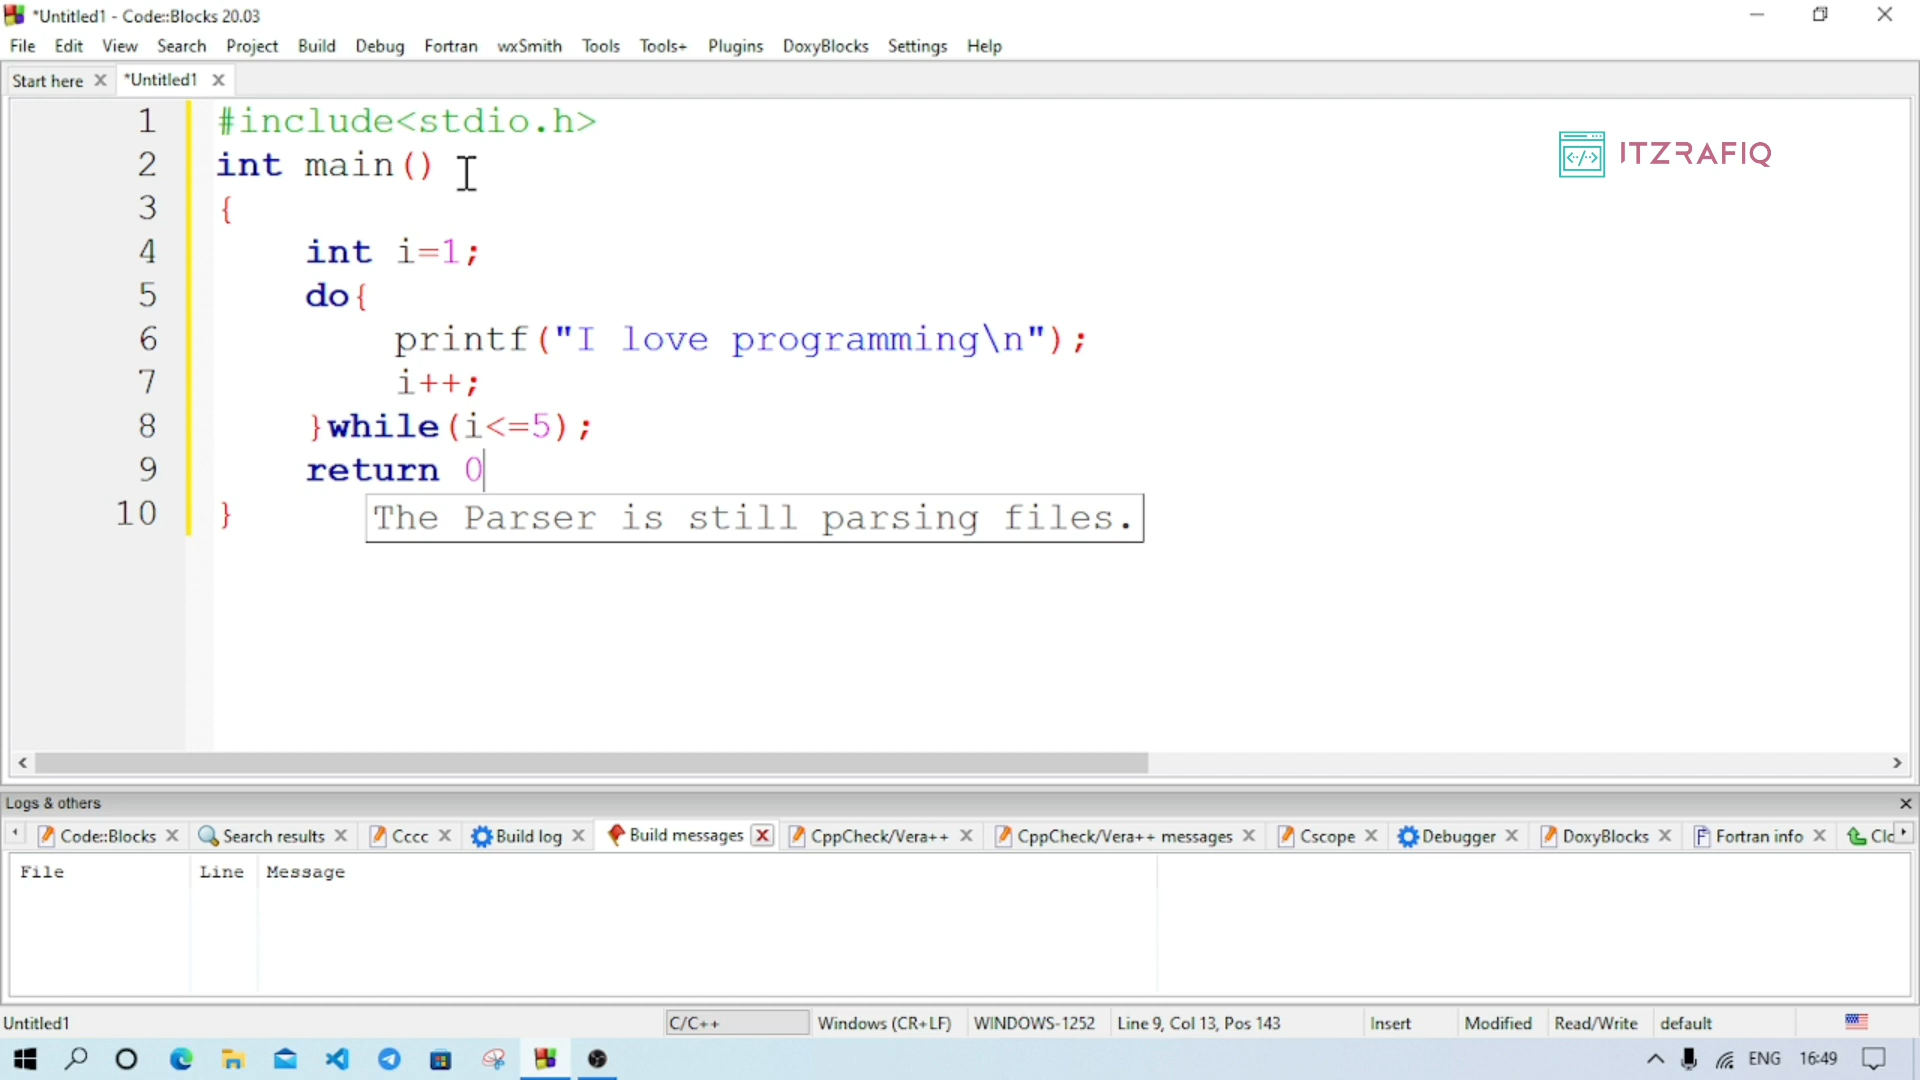 *Untitled1 - Code::Blocks 20.03
File Edit View Search Project Build Debug Fortran wxSmith Tools Tools+ Plugins DoxyBlocks Settings Help
Start here *Untitled1
1 #include<stdio.h>
2 int main()
3 {
4 int i=1;
5 do{
6 printf("I love programming\n");
7 i++;
8 }while(i<=5);
9 return 0
10 }
The Parser is still parsing files.
ITZRAFIQ
Logs & others
Code::Blocks Search results Cccc Build log Build messages CppCheck/Vera++ CppCheck/Vera++ messages Cscope Debugger DoxyBlocks Fortran info Clo
File Line Message
Untitled1 C/C++ Windows (CR+LF) WINDOWS-1252 Line 9, Col 13, Pos 143 Insert Modified Read/Write default
ENG 16:49